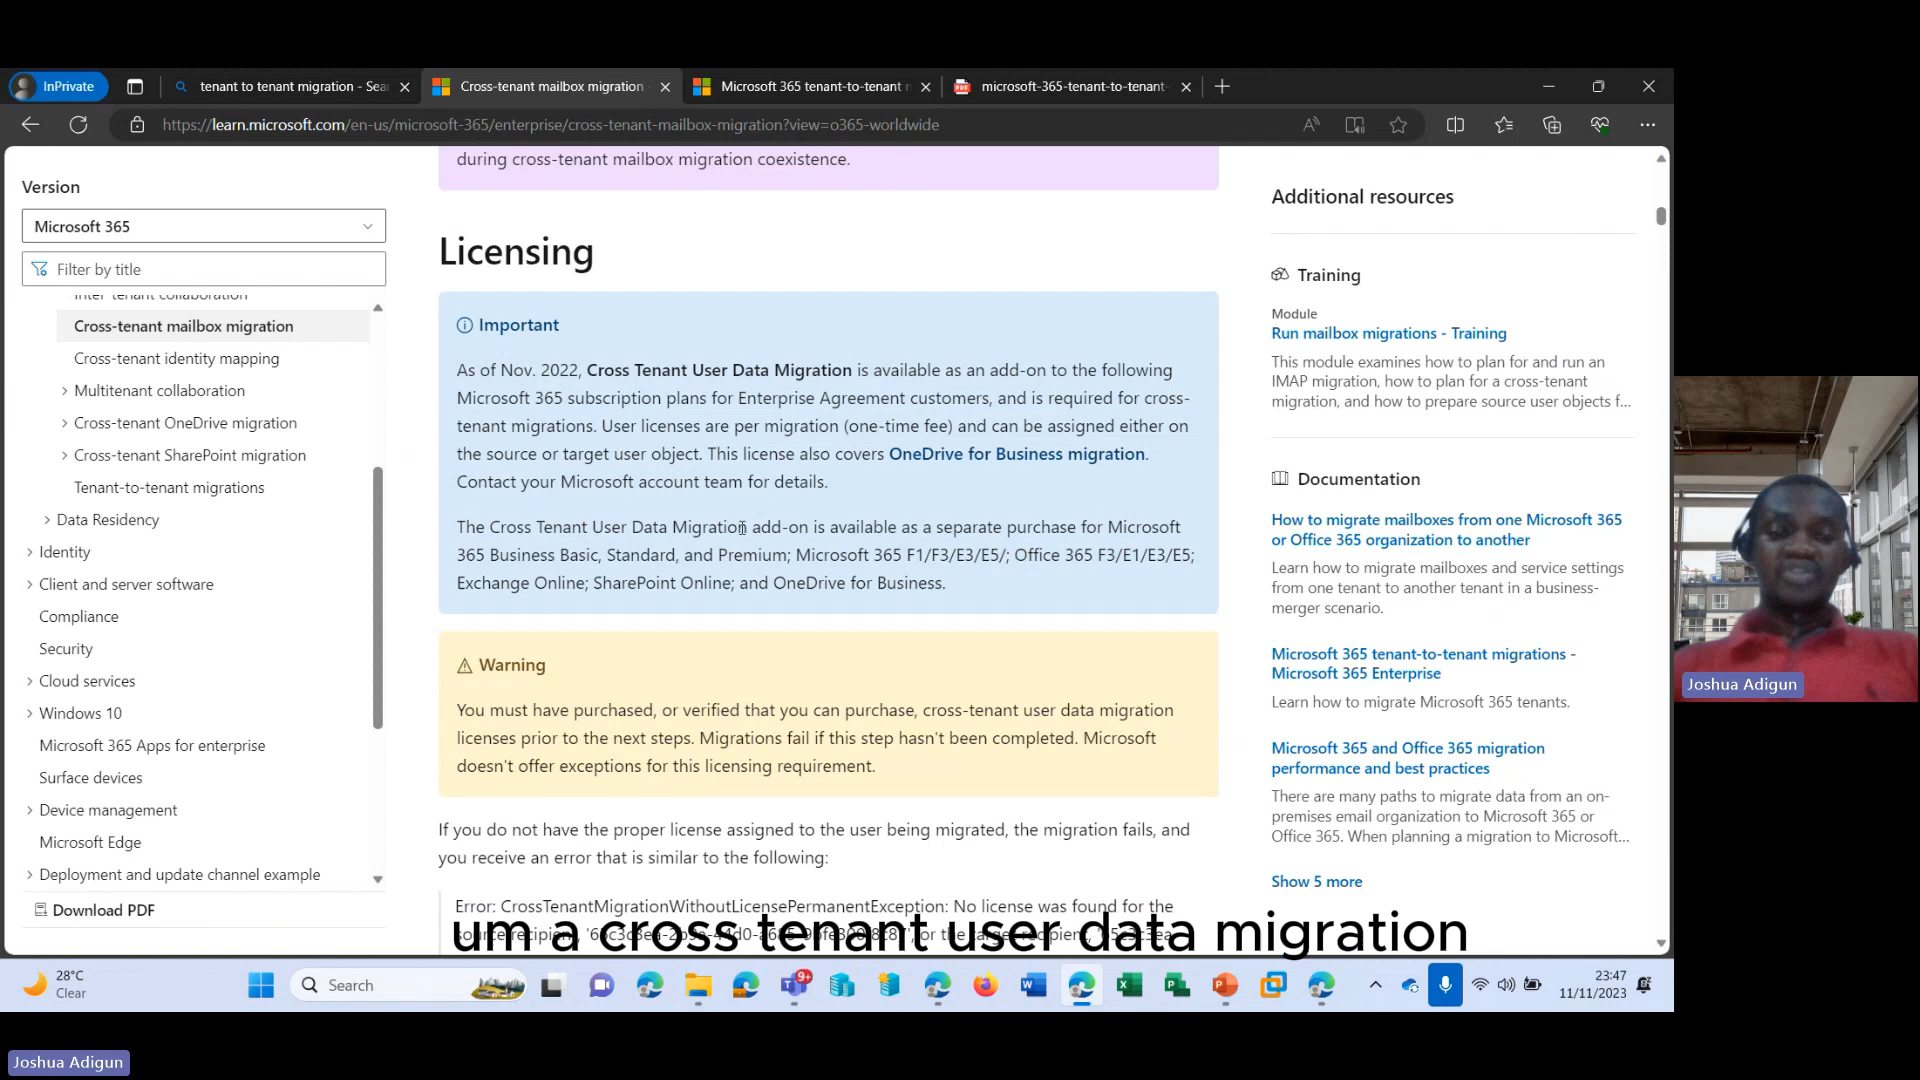 InPrivate
tenant to tenant migration - Sea
Cross-tenant mailbox migration
Microsoft 365 tenant-to-tenant
microsoft-365-tenant-to-tenant-
https://learn.microsoft.com/en-us/microsoft-365/enterprise/cross-tenant-mailbox-migration?view=o365-worldwide
Version
Microsoft 365
Filter by title
Inter-tenant collaboration
Cross-tenant mailbox migration
Cross-tenant identity mapping
Multitenant collaboration
Cross-tenant OneDrive migration
Cross-tenant SharePoint migration
Tenant-to-tenant migrations
Data Residency
Identity
Client and server software
Compliance
Security
Cloud services
Windows 10
Microsoft 365 Apps for enterprise
Surface devices
Device management
Microsoft Edge
Deployment and update channel example
Download PDF
during cross-tenant mailbox migration coexistence.
Licensing
Important
As of Nov. 2022, Cross Tenant User Data Migration is available as an add-on to the following
Microsoft 365 subscription plans for Enterprise Agreement customers, and is required for cross-
tenant migrations. User licenses are per migration (one-time fee) and can be assigned either on
the source or target user object. This license also covers OneDrive for Business migration.
Contact your Microsoft account team for details.
The Cross Tenant User Data Migration add-on is available as a separate purchase for Microsoft
365 Business Basic, Standard, and Premium; Microsoft 365 F1/F3/E3/E5/; Office 365 F3/E1/E3/E5;
Exchange Online; SharePoint Online; and OneDrive for Business.
Warning
You must have purchased, or verified that you can purchase, cross-tenant user data migration
licenses prior to the next steps. Migrations fail if this step hasn't been completed. Microsoft
doesn't offer exceptions for this licensing requirement.
If you do not have the proper license assigned to the user being migrated, the migration fails, and
you receive an error that is similar to the following:
Error: CrossTenantMigrationWithoutLicensePermanentException: No license was found for the
source recipient, or the target recipient,
um a cross tenant user data migration
Additional resources
Training
Module
Run mailbox migrations - Training
This module examines how to plan for and run an
IMAP migration, how to plan for a cross-tenant
migration, and how to prepare source user objects f...
Documentation
How to migrate mailboxes from one Microsoft 365
or Office 365 organization to another
Learn how to migrate mailboxes and service settings
from one tenant to another tenant in a business-
merger scenario.
Microsoft 365 tenant-to-tenant migrations -
Microsoft 365 Enterprise
Learn how to migrate Microsoft 365 tenants.
Microsoft 365 and Office 365 migration
performance and best practices
There are many paths to migrate data from an on-
premises email organization to Microsoft 365 or
Office 365. When planning a migration to Microsoft...
Show 5 more
Joshua Adigun
28°C
Clear
Search
9+
23:47
11/11/2023
Joshua Adigun